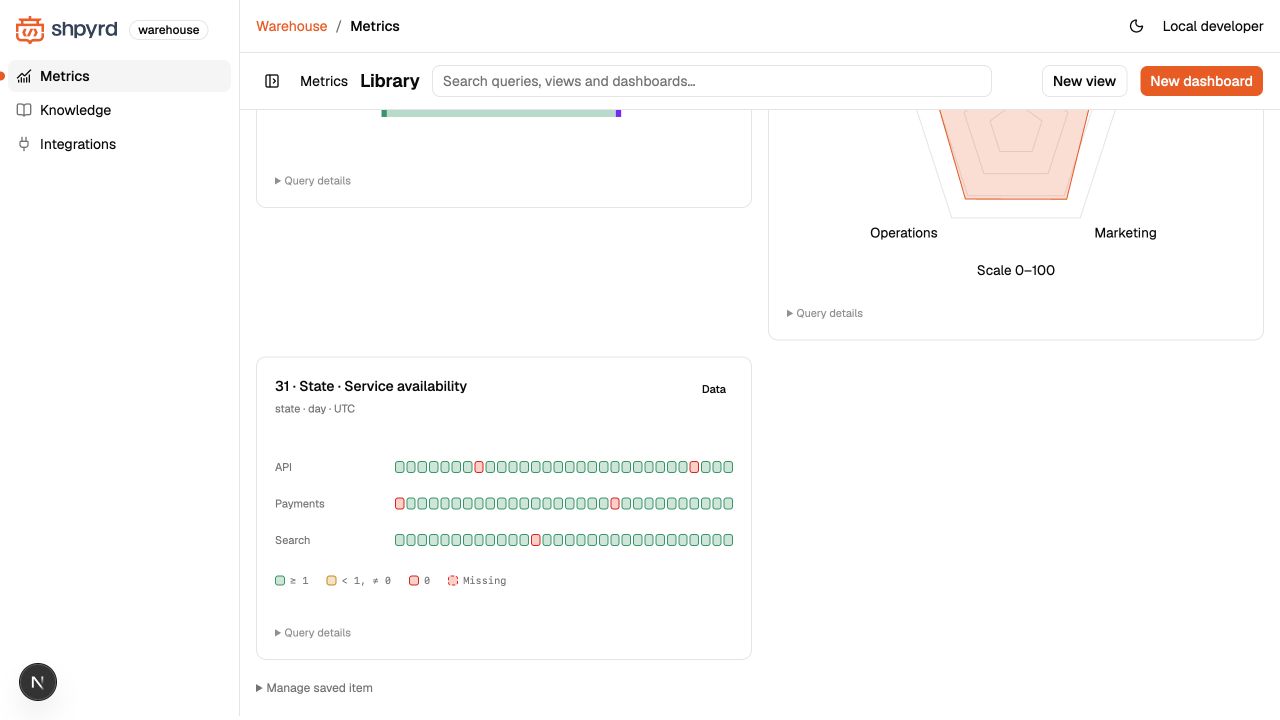 shpyrd
warehouse
Metrics
Knowledge
Integrations
Warehouse / Metrics
Local developer
Metrics
Library
Search queries, views and dashboards...
New view
New dashboard
Query details
Operations
Marketing
Scale 0–100
Query details
31 · State · Service availability
Data
state · day · UTC
API
Payments
Search
≥ 1
< 1, ≠ 0
0
Missing
Query details
Manage saved item
N